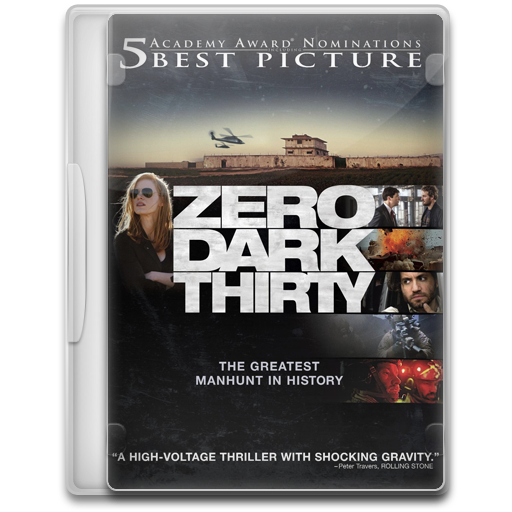 5 ACADEMY AWARD® NOMINATIONS
INCLUDING
BEST PICTURE
ZERO
DARK
THIRTY
THE GREATEST
MANHUNT IN HISTORY
"A HIGH-VOLTAGE THRILLER WITH SHOCKING GRAVITY."
–Peter Travers, ROLLING STONE